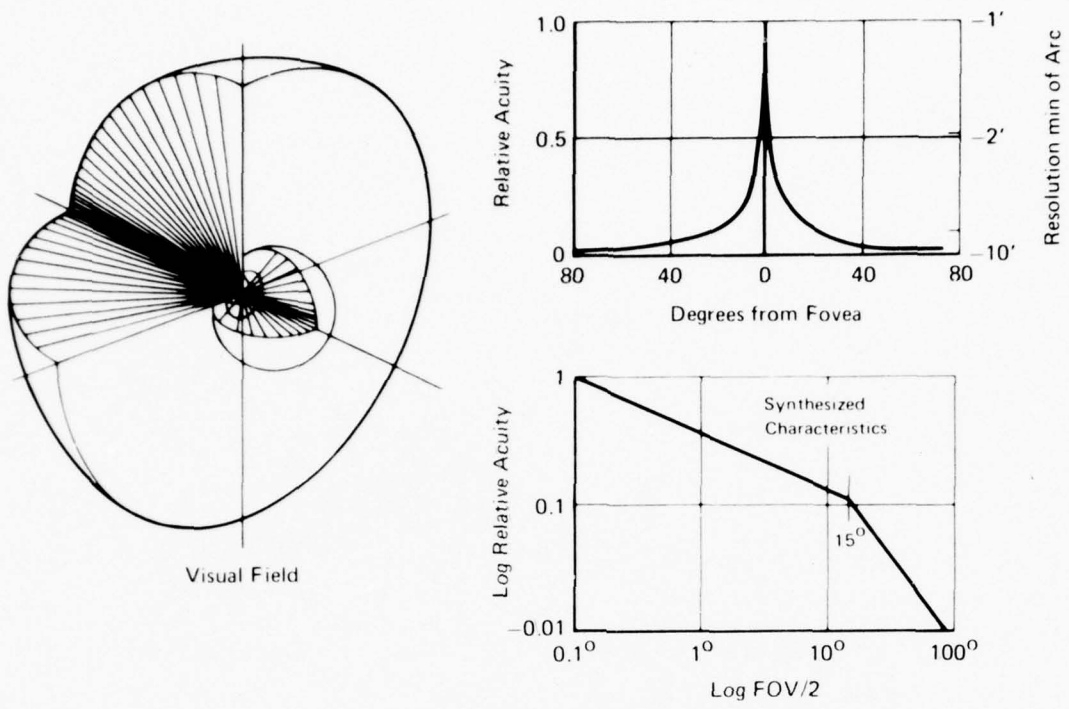 Visual Field
Relative Acuity
1.0
0.5
0
–1′
–2′
–10′
Resolution min of Arc
80
40
0
40
80
Degrees from Fovea
Log Relative Acuity
1
0.1
–0.01
Synthesized
Characteristics
15°
0.1°
1°
10°
100°
Log FOV/2